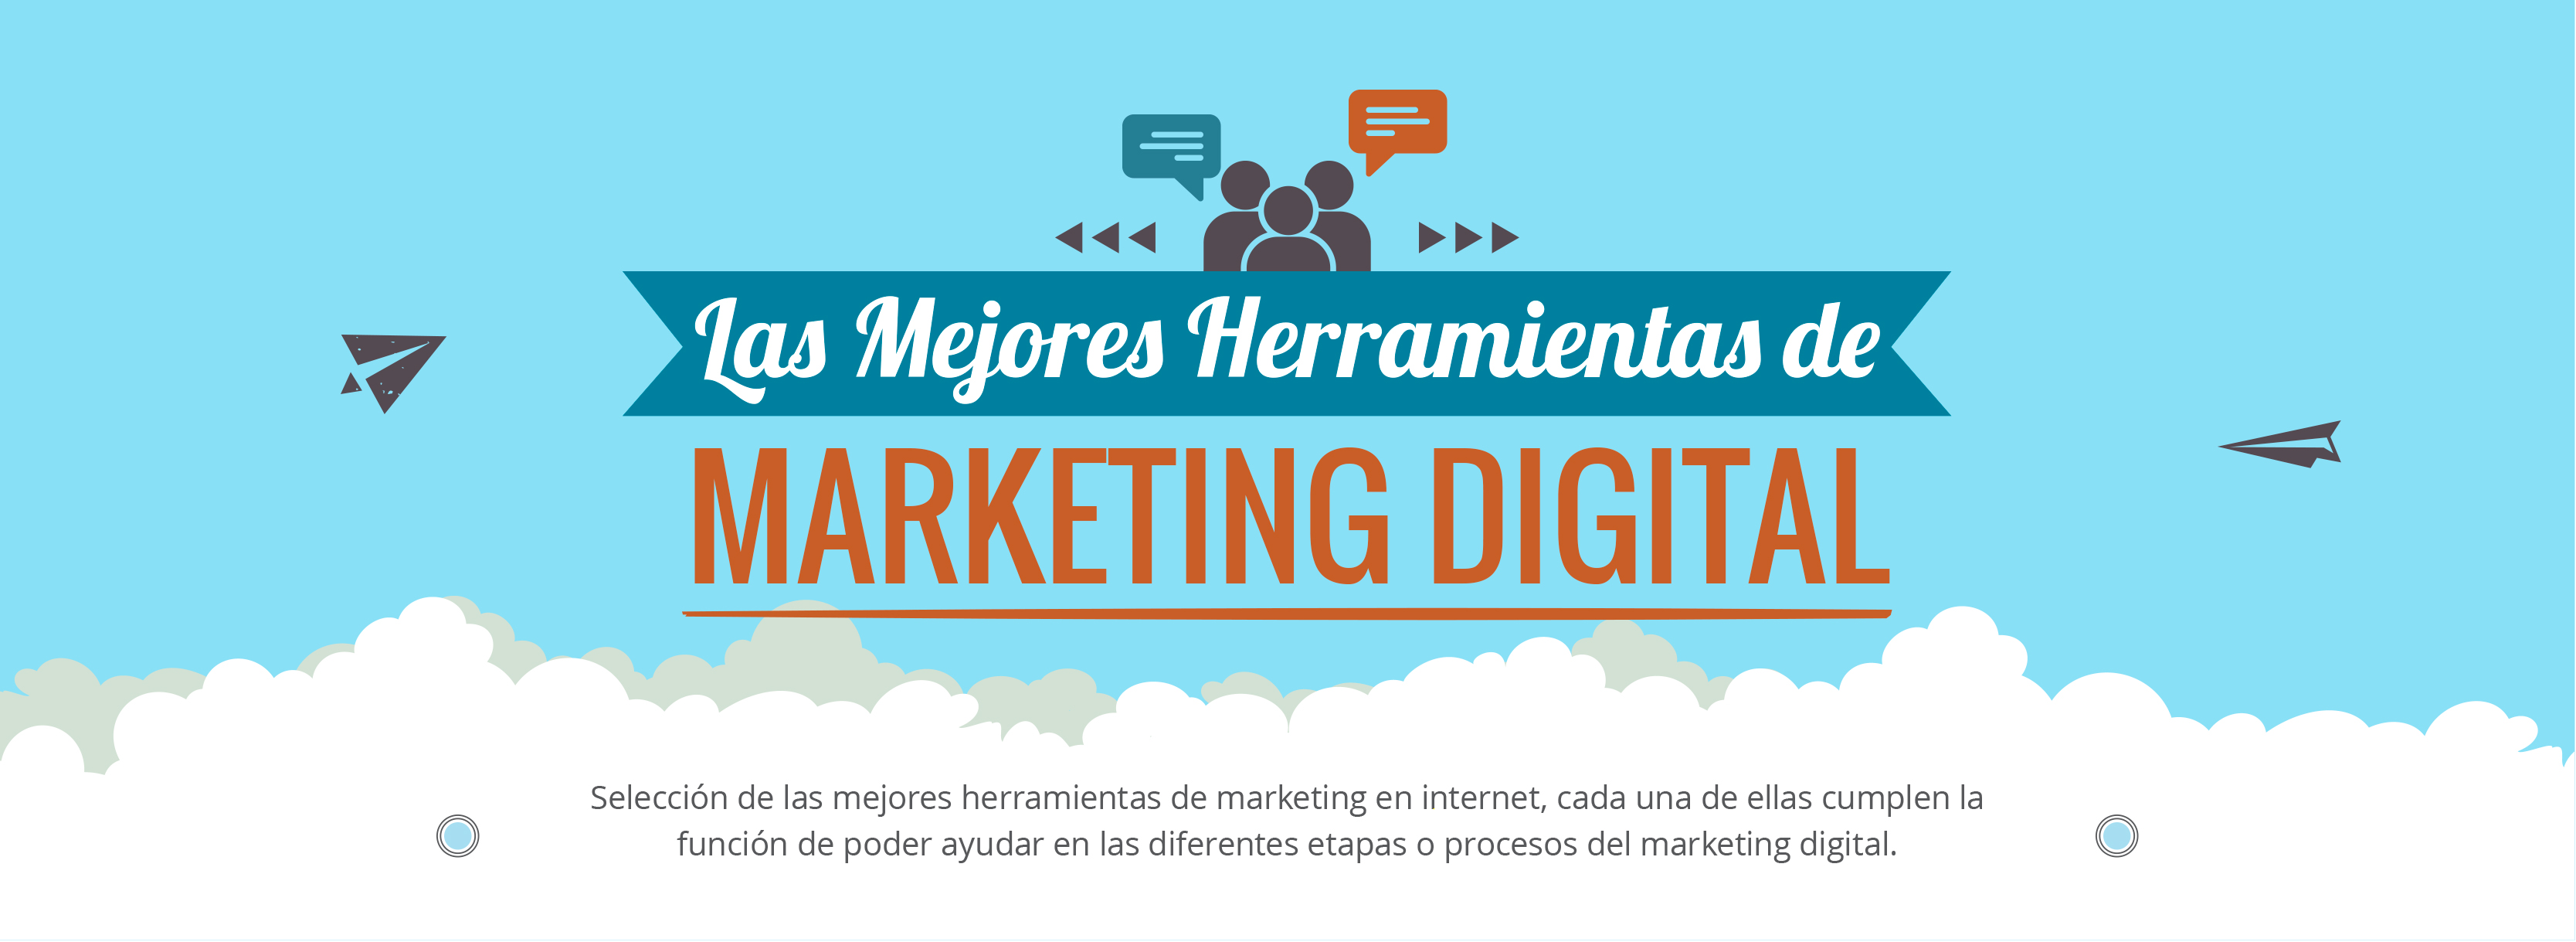 Las Mejores Herramientas de
MARKETING DIGITAL
Selección de las mejores herramientas de marketing en internet, cada una de ellas cumplen la
función de poder ayudar en las diferentes etapas o procesos del marketing digital.